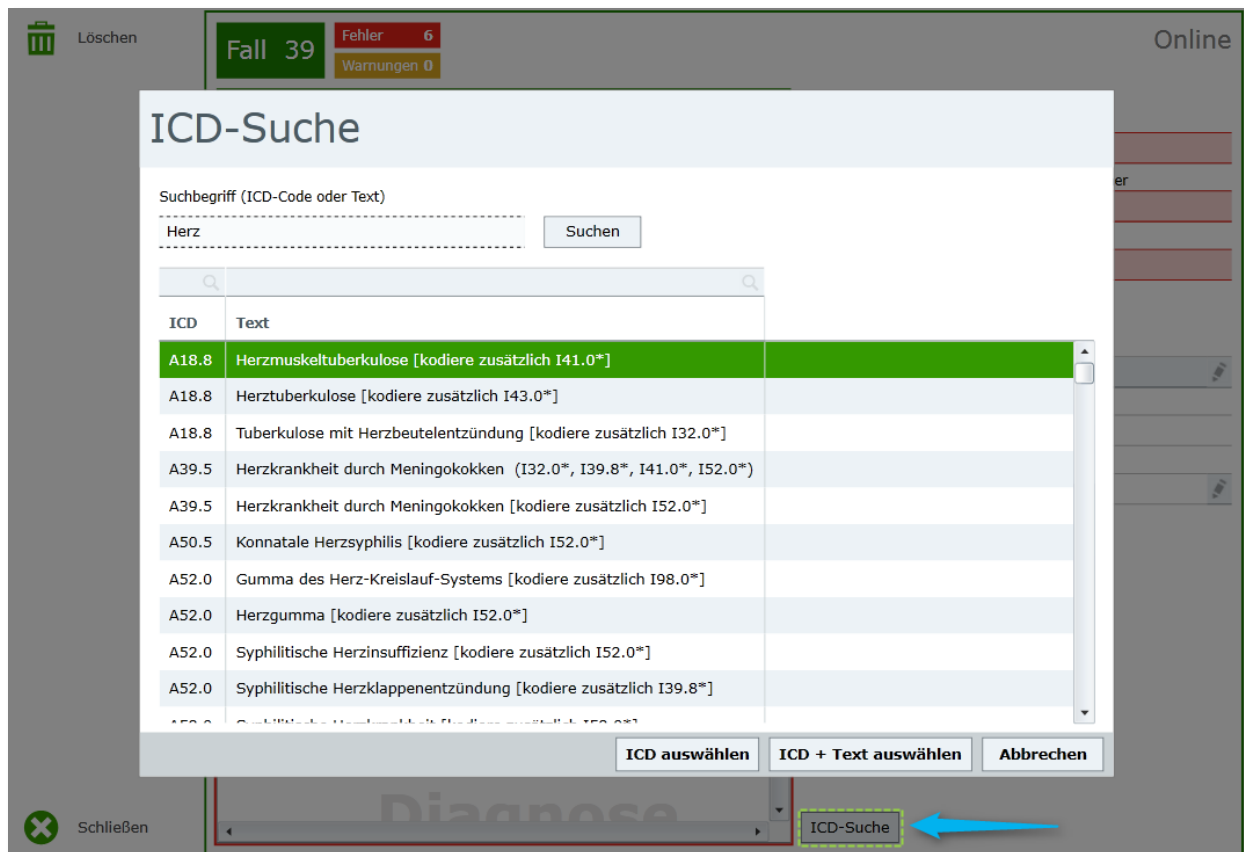 Löschen
Fall 39
Fehler 6
Warnungen 0
Online
ICD-Suche
er
Suchbegriff (ICD-Code oder Text)
Herz
Suchen
ICD Text
A18.8 Herzmuskeltuberkulose [kodiere zusätzlich I41.0*]
A18.8 Herztuberkulose [kodiere zusätzlich I43.0*]
A18.8 Tuberkulose mit Herzbeutelentzündung [kodiere zusätzlich I32.0*]
A39.5 Herzkrankheit durch Meningokokken (I32.0*, I39.8*, I41.0*, I52.0*)
A39.5 Herzkrankheit durch Meningokokken [kodiere zusätzlich I52.0*]
A50.5 Konnatale Herzsyphilis [kodiere zusätzlich I52.0*]
A52.0 Gumma des Herz-Kreislauf-Systems [kodiere zusätzlich I98.0*]
A52.0 Herzgumma [kodiere zusätzlich I52.0*]
A52.0 Syphilitische Herzinsuffizienz [kodiere zusätzlich I52.0*]
A52.0 Syphilitische Herzklappenentzündung [kodiere zusätzlich I39.8*]
ICD auswählen ICD + Text auswählen Abbrechen
Diagnose
Schließen
ICD-Suche